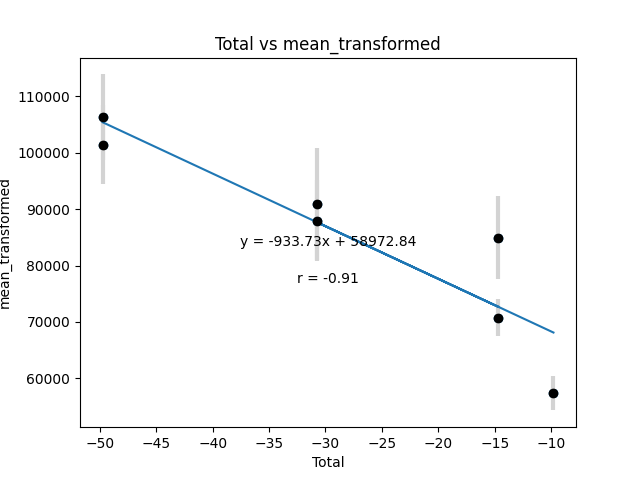 Total vs mean_transformed
110000
100000
90000
80000
70000
60000
mean_transformed
y = -933.73x + 58972.84
r = -0.91
−50 −45 −40 −35 −30 −25 −20 −15 −10
Total